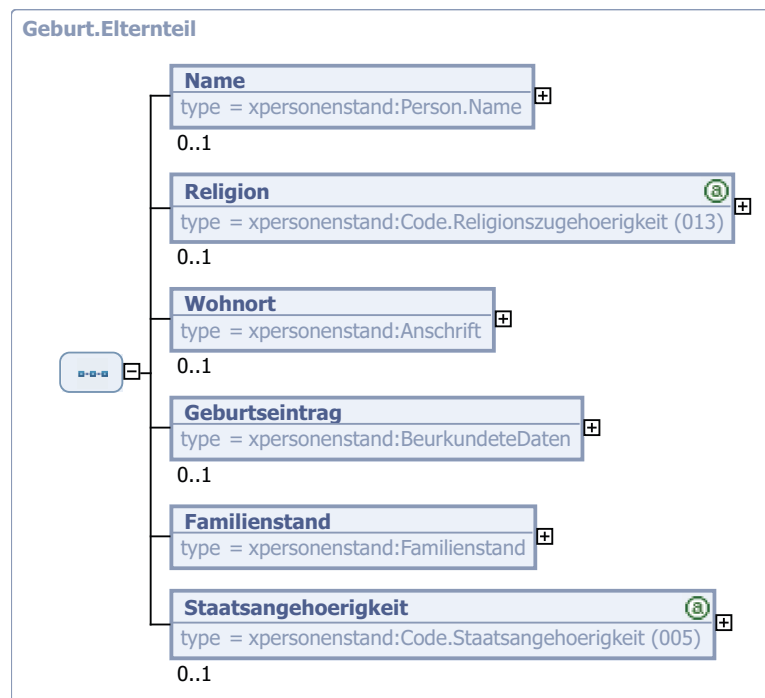 Geburt.Elternteil
Name
type = xpersonenstand:Person.Name
0..1
Religion
a
type = xpersonenstand:Code.Religionszugehoerigkeit (013)
0..1
Wohnort
type = xpersonenstand:Anschrift
0..1
Geburtseintrag
type = xpersonenstand:BeurkundeteDaten
0..1
Familienstand
type = xpersonenstand:Familienstand
Staatsangehoerigkeit
a
type = xpersonenstand:Code.Staatsangehoerigkeit (005)
0..1